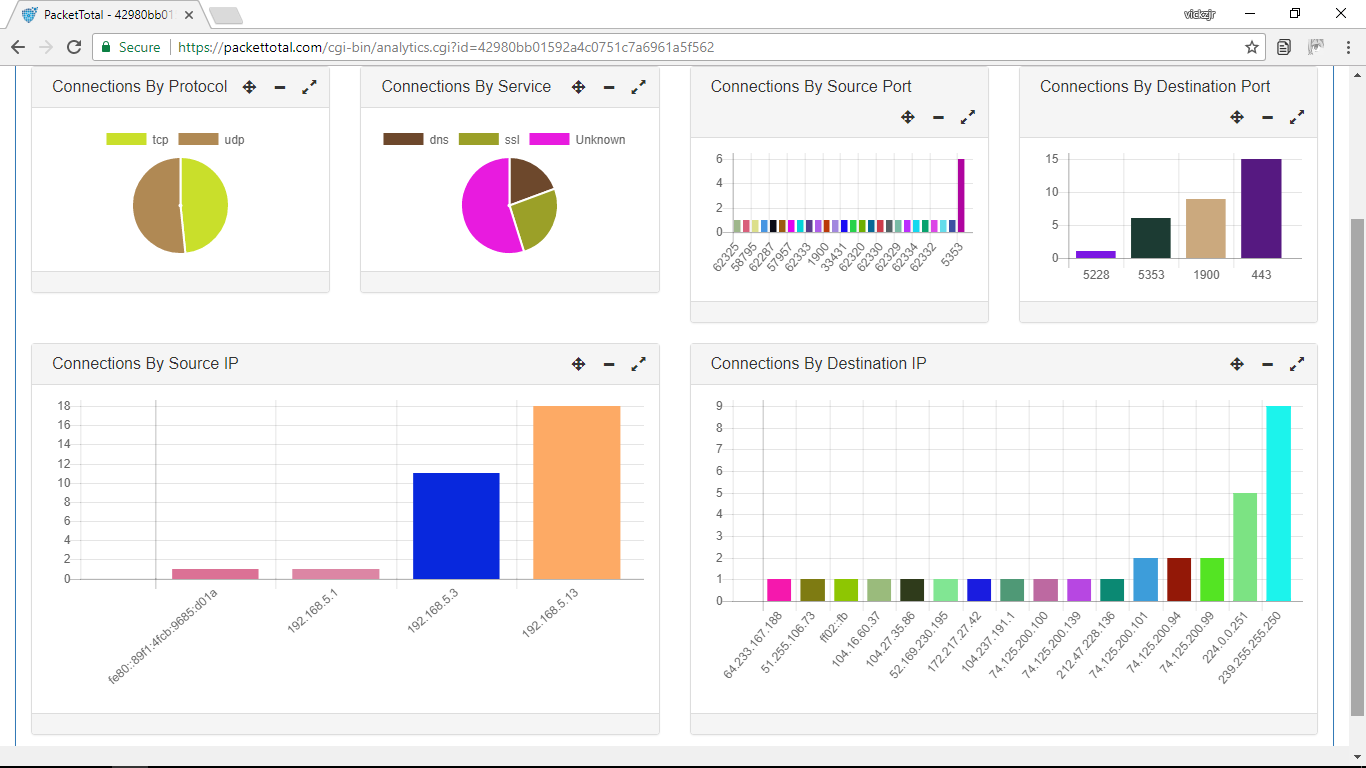 PacketTotal - 42980bb01
vickzjr
Secure https://packettotal.com/cgi-bin/analytics.cgi?id=42980bb01592a4c0751c7a6961a5f562
Connections By Protocol
tcp udp
Connections By Service
dns ssl Unknown
Connections By Source Port
6
4
2
0
62325 58795 62287 57957 62333 1900 33431 62320 62330 62329 62334 62332 5353
Connections By Destination Port
15
10
5
0
5228 5353 1900 443
Connections By Source IP
18
16
14
12
10
8
6
4
2
0
fe80::89f1:4fcb:9685:d01a 192.168.5.1 192.168.5.3 192.168.5.13
Connections By Destination IP
9
8
7
6
5
4
3
2
1
0
64.233.167.188 51.255.106.73 ff02::fb 104.16.60.37 104.27.35.86 52.169.230.195 172.217.27.42 104.237.191.1 74.125.200.100 74.125.200.139 212.47.228.136 74.125.200.101 74.125.200.94 74.125.200.99 224.0.0.251 239.255.255.250